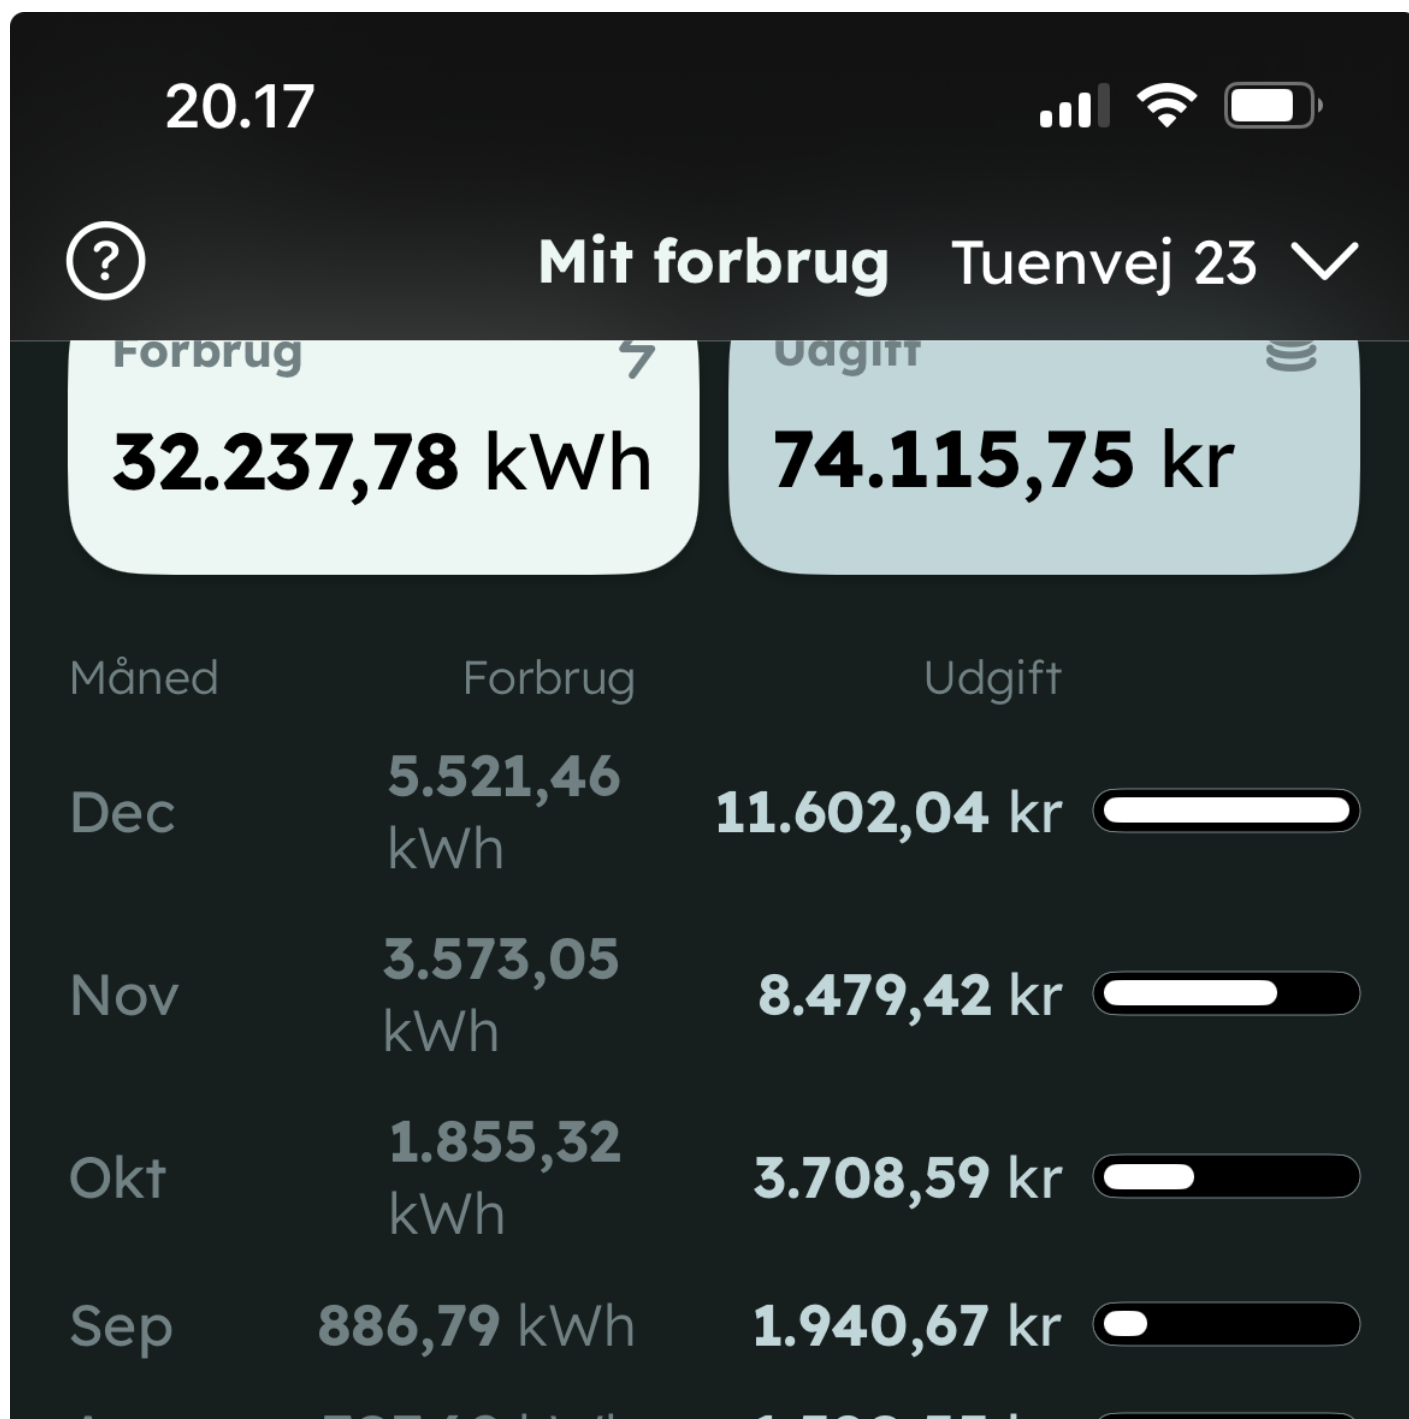 20.17
? Mit forbrug Tuenvej 23
Forbrug Udgift
32.237,78 kWh 74.115,75 kr
Måned Forbrug Udgift
Dec 5.521,46 kWh 11.602,04 kr
Nov 3.573,05 kWh 8.479,42 kr
Okt 1.855,32 kWh 3.708,59 kr
Sep 886,79 kWh 1.940,67 kr